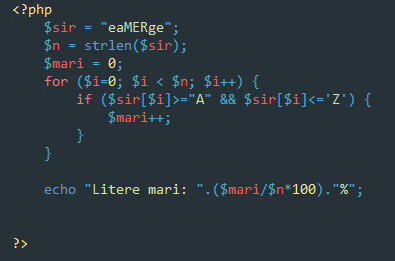 <?php
    $sir = "eaMERge";
    $n = strlen($sir);
    $mari = 0;
    for ($i=0; $i < $n; $i++) {
        if ($sir[$i]>="A" && $sir[$i]<='Z') {
            $mari++;
        }
    }

    echo "Litere mari: ".($mari/$n*100)."%";


?>